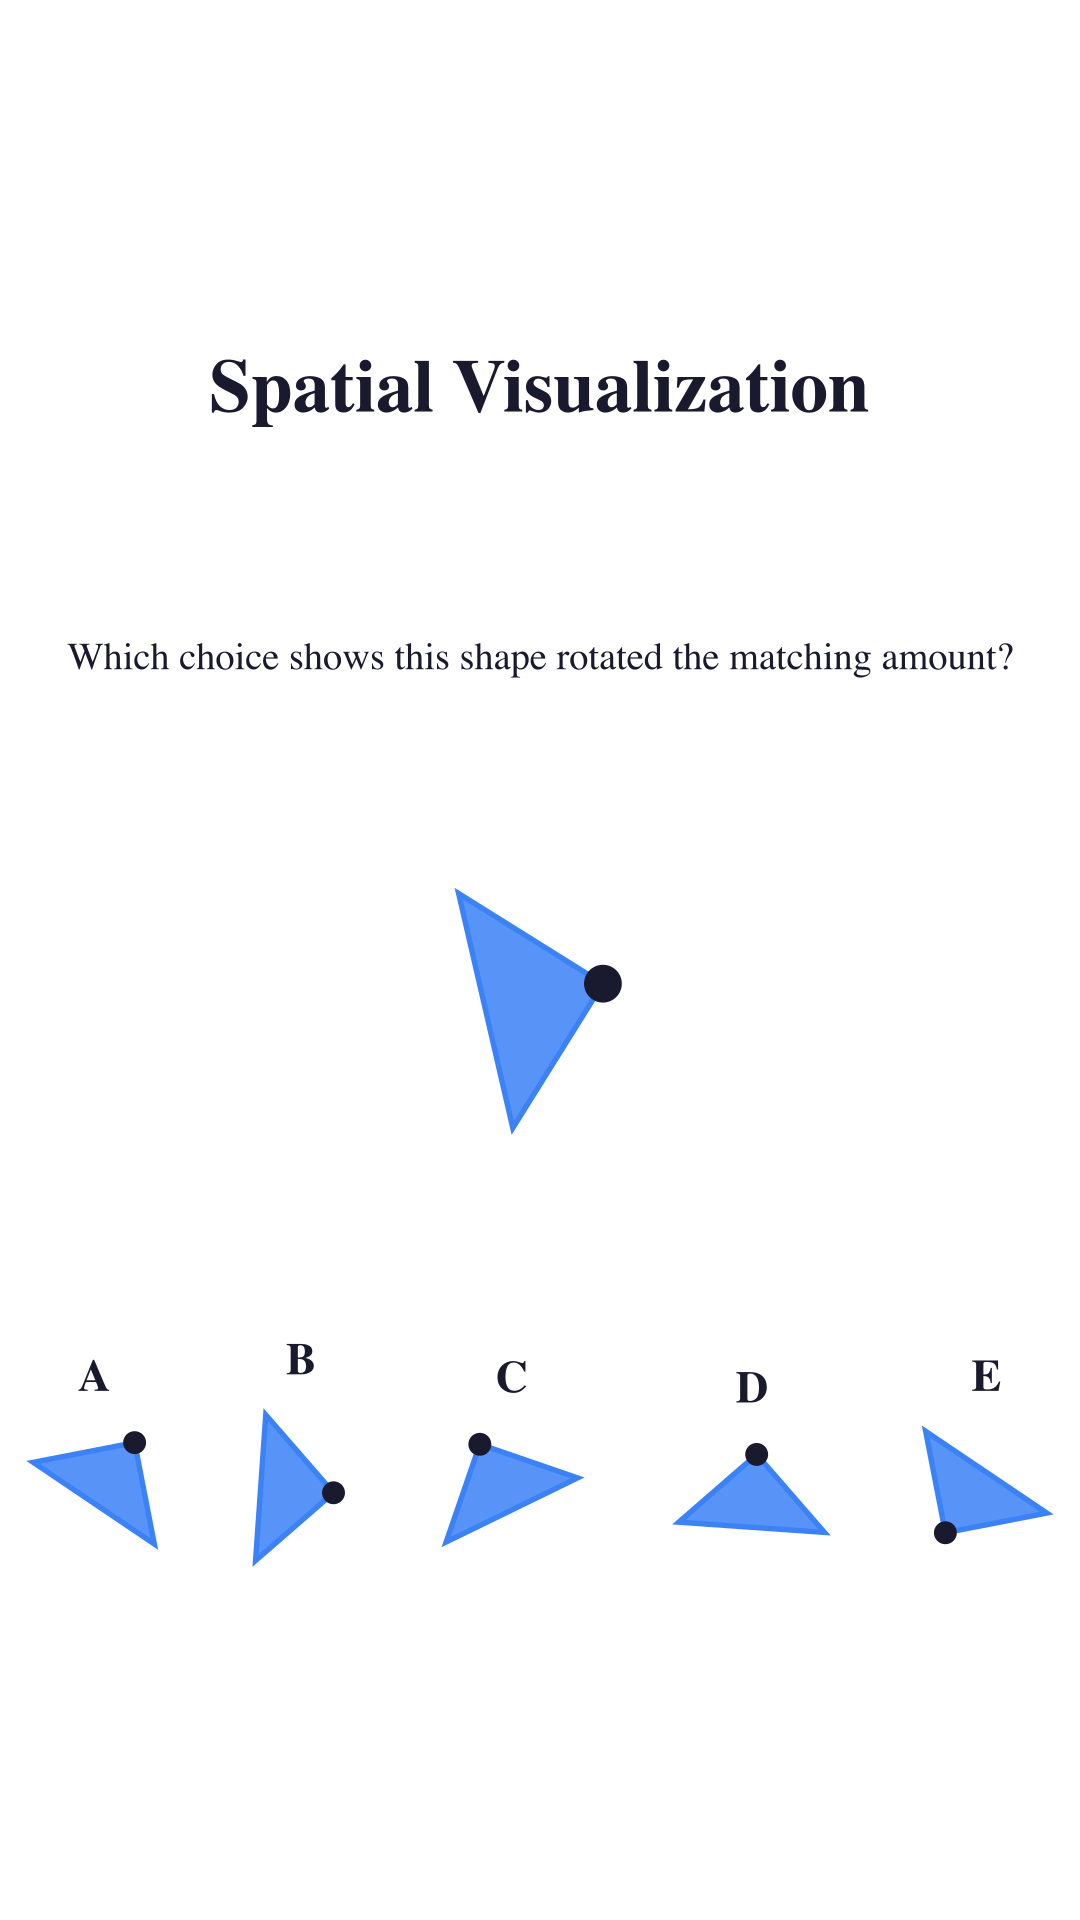 Spatial Visualization
Which choice shows this shape rotated the matching amount?
A
B
C
D
E